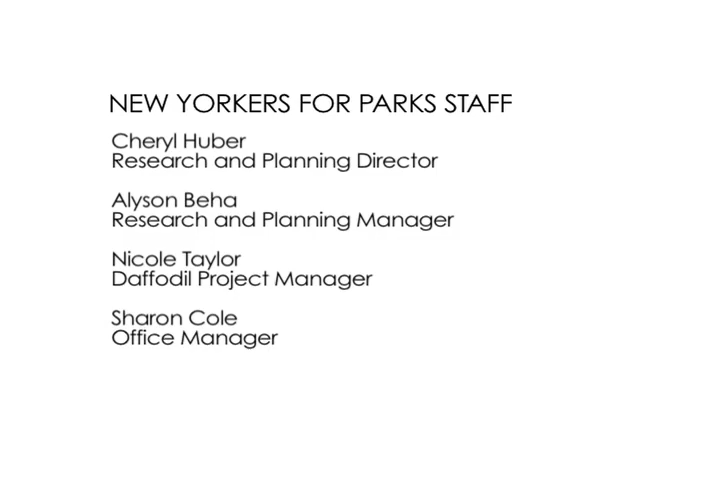 NEW YORKERS FOR PARKS STAFF
Cheryl Huber
Research and Planning Director
Alyson Beha
Research and Planning Manager
Nicole Taylor
Daffodil Project Manager
Sharon Cole
Office Manager